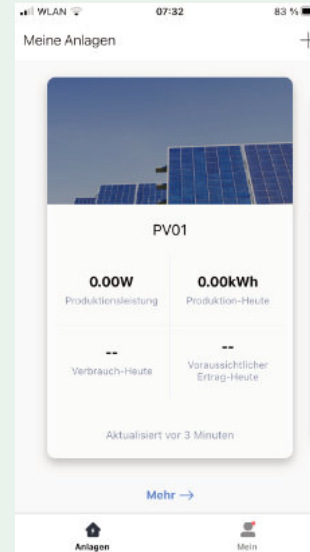 WLAN 07:32 83 %
Meine Anlagen
PV01
0.00W 0.00kWh
Produktionsleistung Produktion-Heute
-- --
Verbrauch-Heute Voraussichtlicher
Ertrag-Heute
Aktualisiert vor 3 Minuten
Mehr →
Anlagen Mein